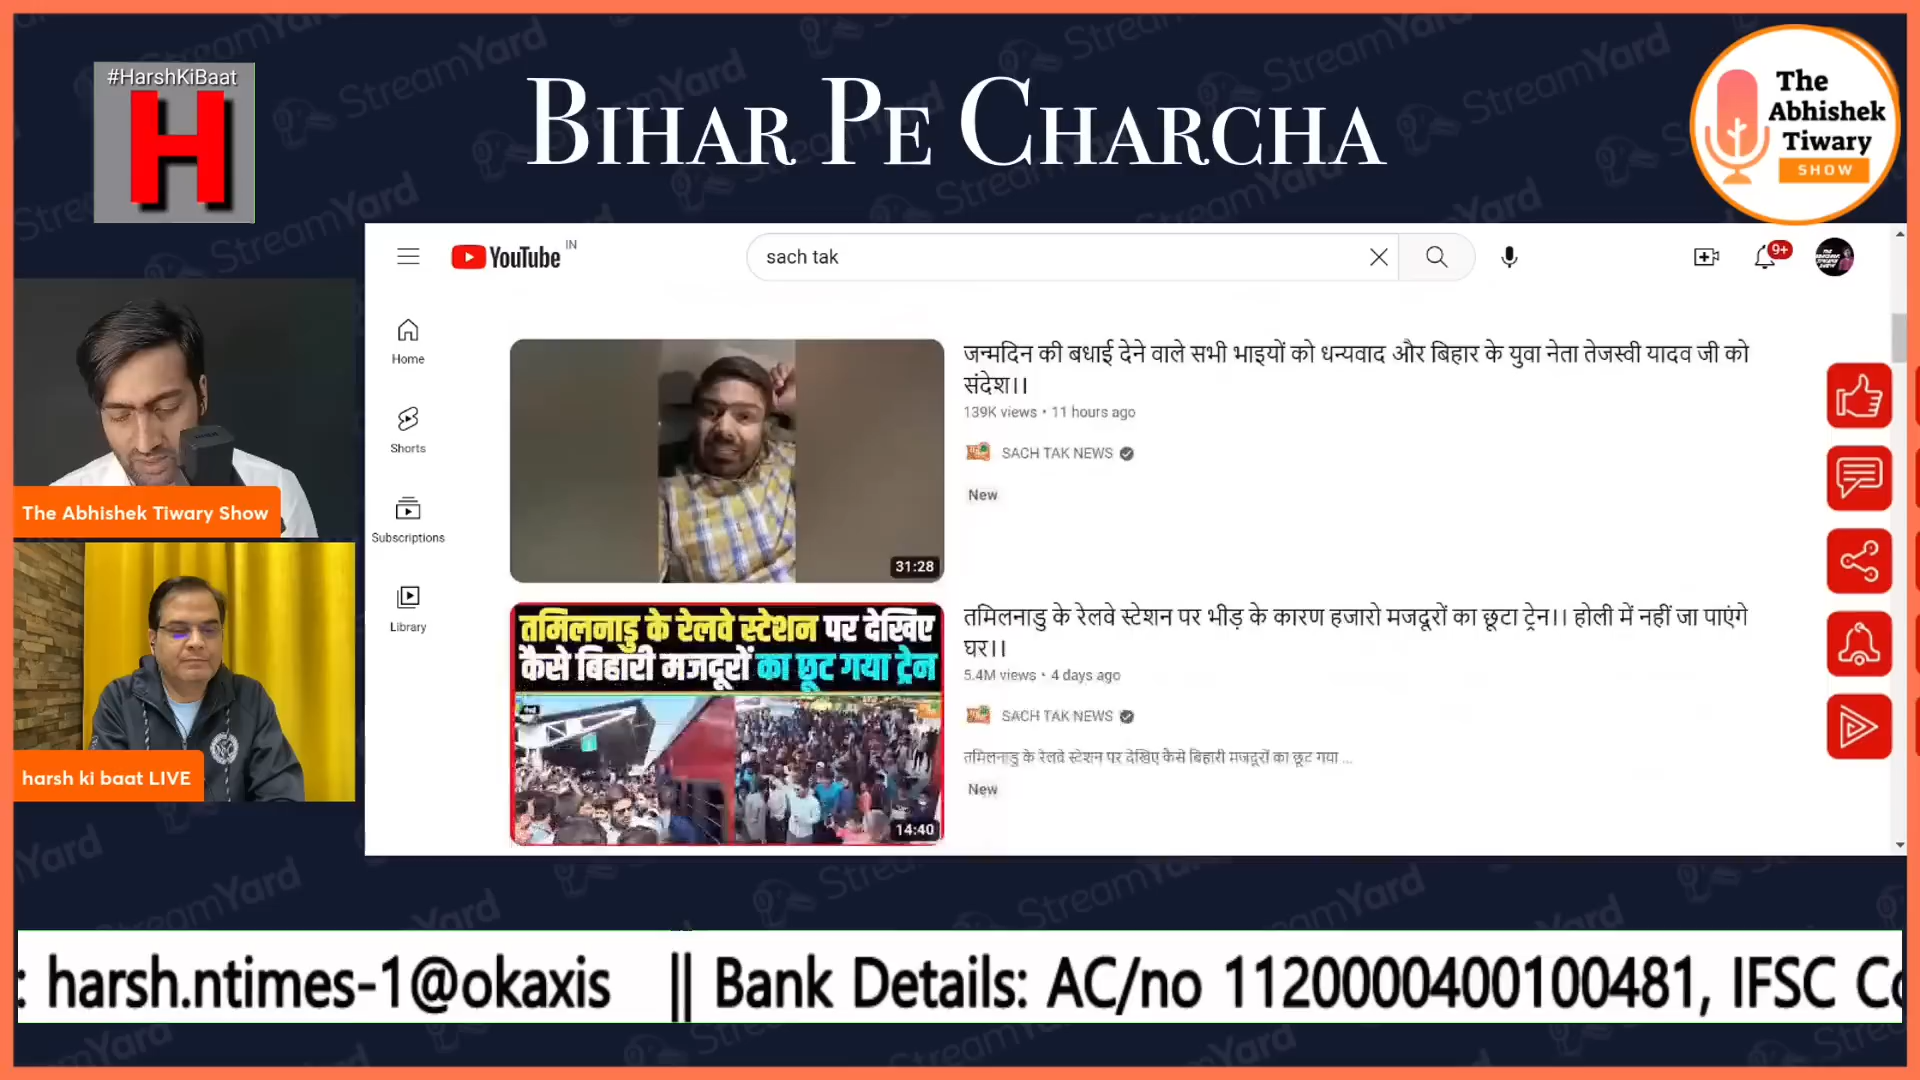 #HarshKiBaat
H
BIHAR PE CHARCHA
The
Abhishek
Tiwary
SHOW
YouTube
IN
sach tak
9+
Home
Shorts
Subscriptions
Library
31:28
जन्मदिन की बधाई देने वाले सभी भाइयों को धन्यवाद और बिहार के युवा नेता तेजस्वी यादव जी को
संदेश।।
139K views • 11 hours ago
SACH TAK NEWS
New
तमिलनाडु के रेलवे स्टेशन पर देखिए
कैसे बिहारी मजदूरों का छूट गया ट्रेन
14:40
तमिलनाडु के रेलवे स्टेशन पर भीड़ के कारण हजारो मजदूरों का छूटा ट्रेन।। होली में नहीं जा पाएंगे
घर।।
5.4M views • 4 days ago
SACH TAK NEWS
तमिलनाडु के रेलवे स्टेशन पर देखिए कैसे बिहारी मजदूरों का छूट गया ...
New
The Abhishek Tiwary Show
harsh ki baat LIVE
: harsh.ntimes-1@okaxis || Bank Details: AC/no 1120000400100481, IFSC Co
StreamYard